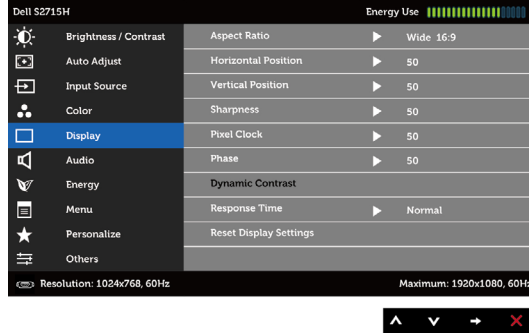 Dell S2715H Energy Use
Brightness / Contrast Aspect Ratio Wide 16:9
Auto Adjust Horizontal Position 50
Input Source Vertical Position 50
Color Sharpness 50
Display Pixel Clock 50
Audio Phase 50
Energy Dynamic Contrast
Menu Response Time Normal
Personalize Reset Display Settings
Others
Resolution: 1024x768, 60Hz Maximum: 1920x1080, 60Hz